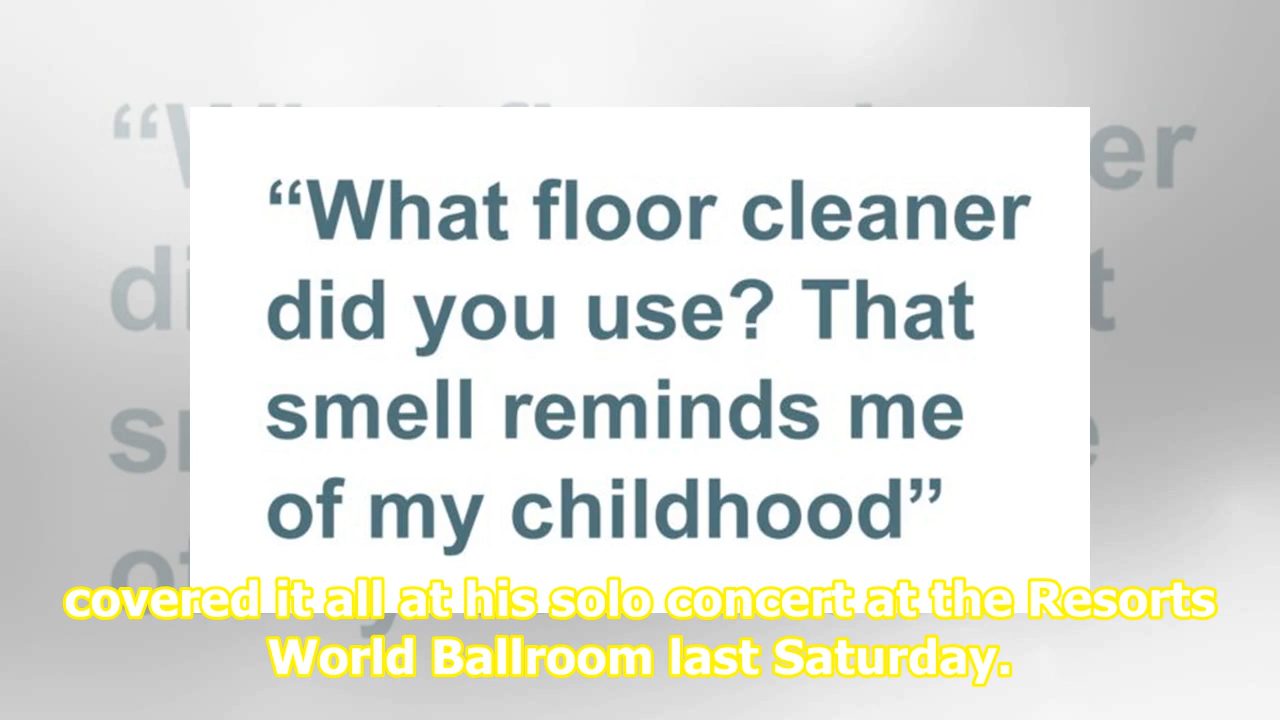 “What floor cleaner
did you use? That
smell reminds me
of my childhood”
covered it all at his solo concert at the Resorts
World Ballroom last Saturday.